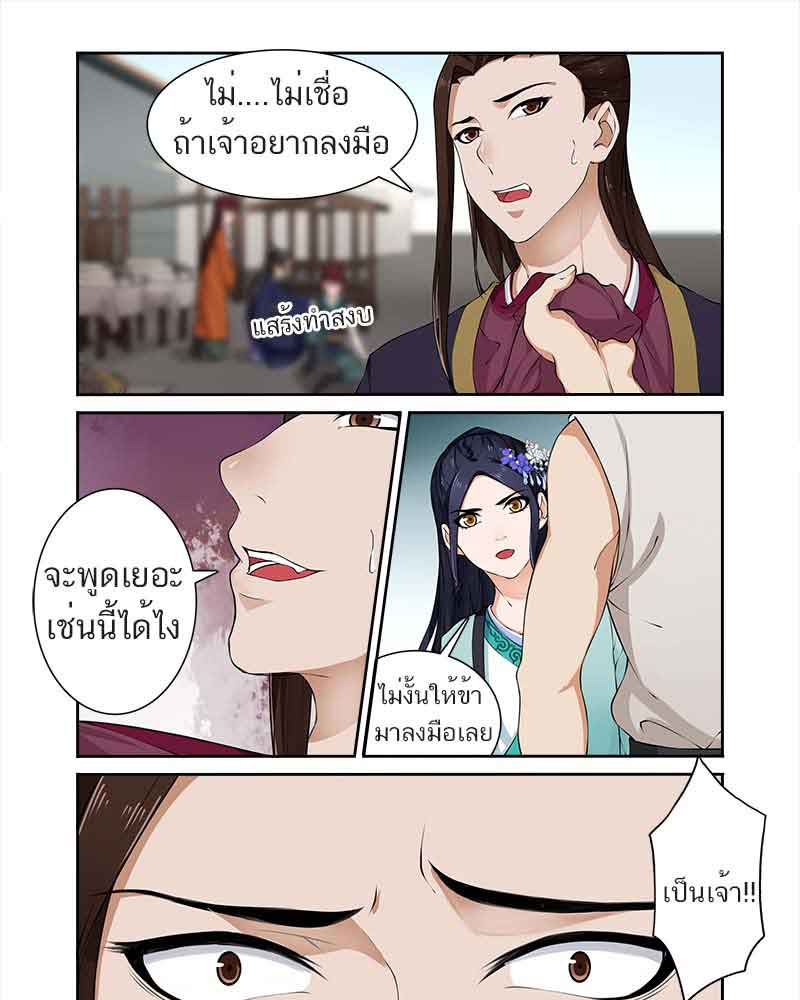 ไม่....ไม่เชื่อ
ถ้าเจ้าอยากลงมือ
แสร้งทำสงบ
จะพูดเยอะ
เช่นนี้ได้ไง
ไม่งั้นให้ข้า
มาลงมือเลย
เป็นเจ้า!!